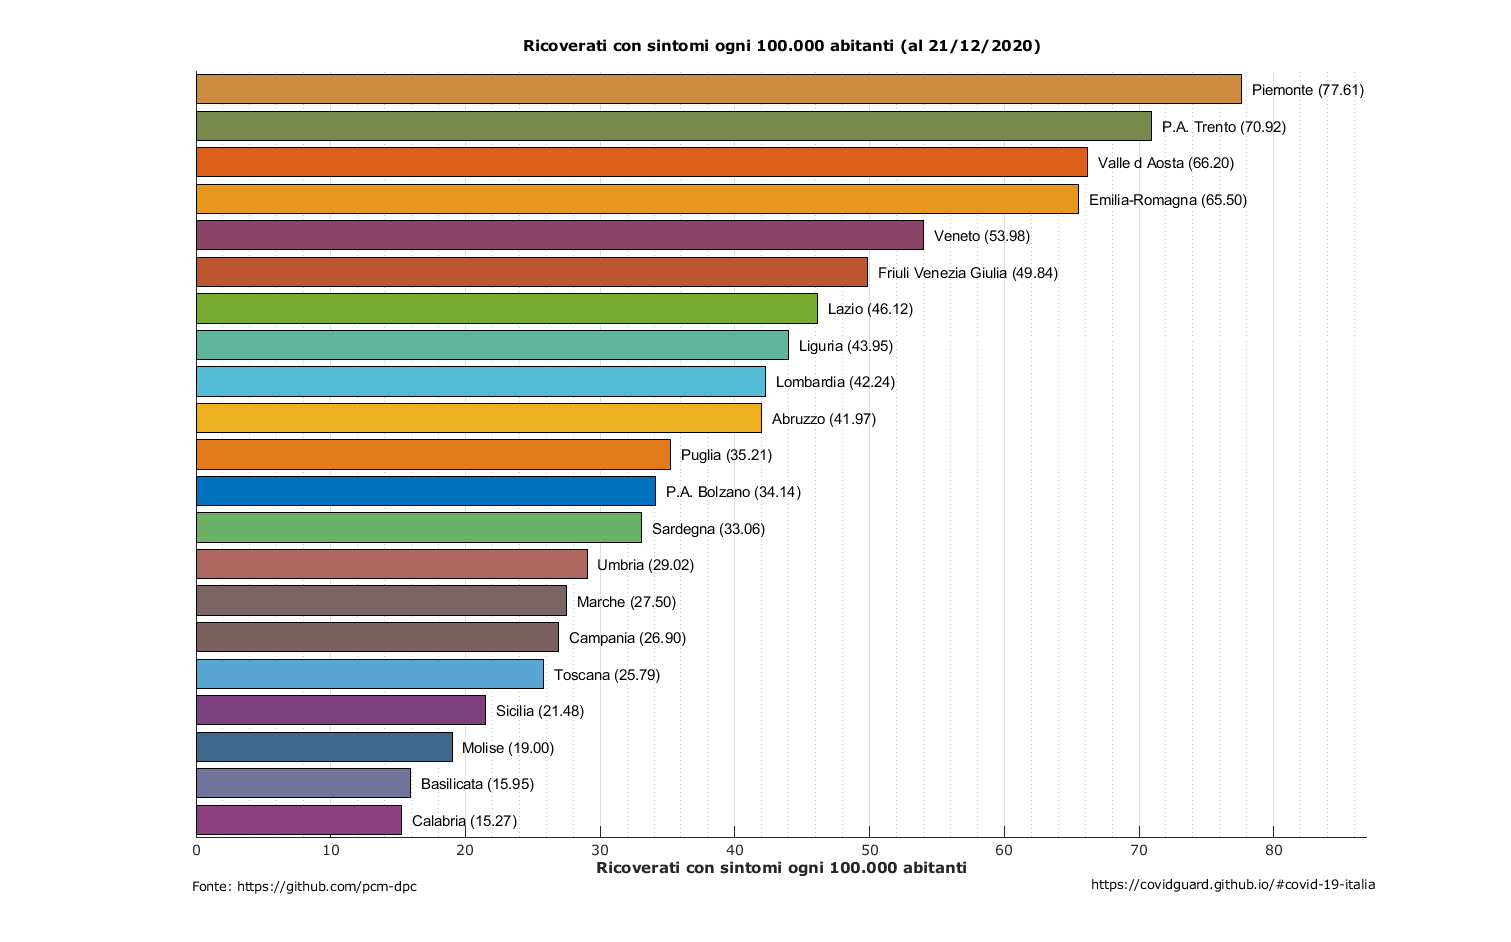 Ricoverati con sintomi ogni 100.000 abitanti (al 21/12/2020)
Piemonte (77.61)
P.A. Trento (70.92)
Valle d Aosta (66.20)
Emilia-Romagna (65.50)
Veneto (53.98)
Friuli Venezia Giulia (49.84)
Lazio (46.12)
Liguria (43.95)
Lombardia (42.24)
Abruzzo (41.97)
Puglia (35.21)
P.A. Bolzano (34.14)
Sardegna (33.06)
Umbria (29.02)
Marche (27.50)
Campania (26.90)
Toscana (25.79)
Sicilia (21.48)
Molise (19.00)
Basilicata (15.95)
Calabria (15.27)
0 10 20 30 40 50 60 70 80
Ricoverati con sintomi ogni 100.000 abitanti
Fonte: https://github.com/pcm-dpc
https://covidguard.github.io/#covid-19-italia